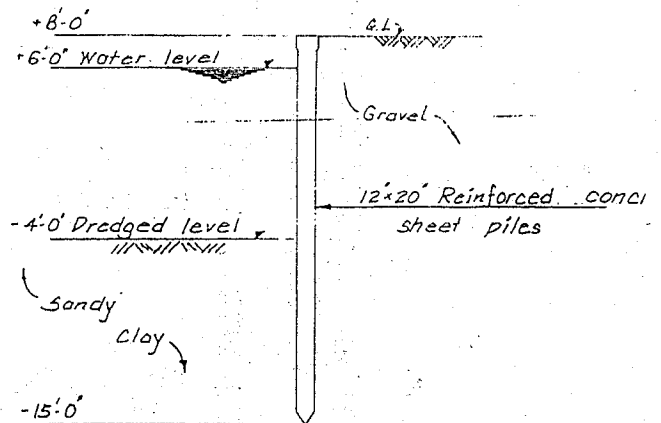 +8'-0"
G.L.
+6'-0" Water level
Gravel
12"x20" Reinforced conc
sheet piles
-4'-0" Dredged level
Sandy
Clay
-15'-0"